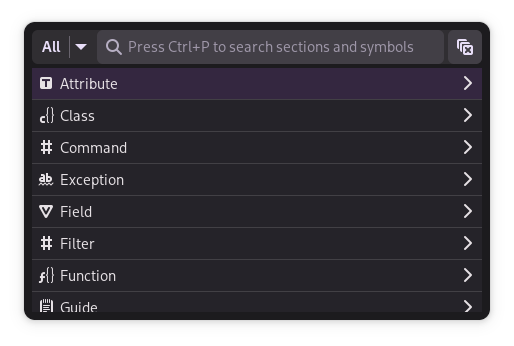 All
Press Ctrl+P to search sections and symbols
Attribute
Class
Command
Exception
Field
Filter
Function
Guide